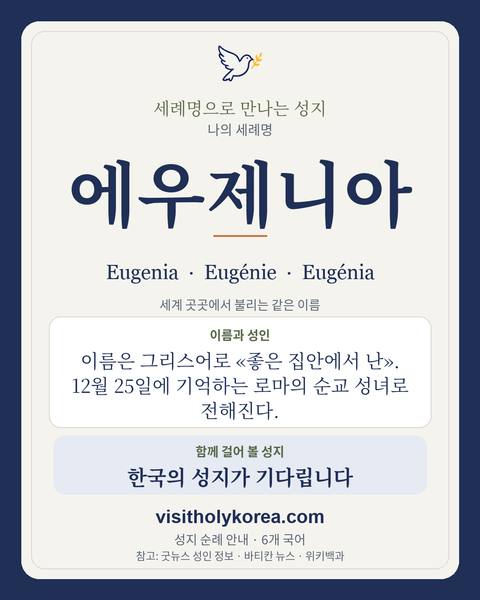 세례명으로 만나는 성지
나의 세례명
에우제니아
Eugenia · Eugénie · Eugénia
세계 곳곳에서 불리는 같은 이름
이름과 성인
이름은 그리스어로 «좋은 집안에서 난».
12월 25일에 기억하는 로마의 순교 성녀로
전해진다.
함께 걸어 볼 성지
한국의 성지가 기다립니다
visitholykorea.com
성지 순례 안내 · 6개 국어
참고: 굿뉴스 성인 정보 · 바티칸 뉴스 · 위키백과